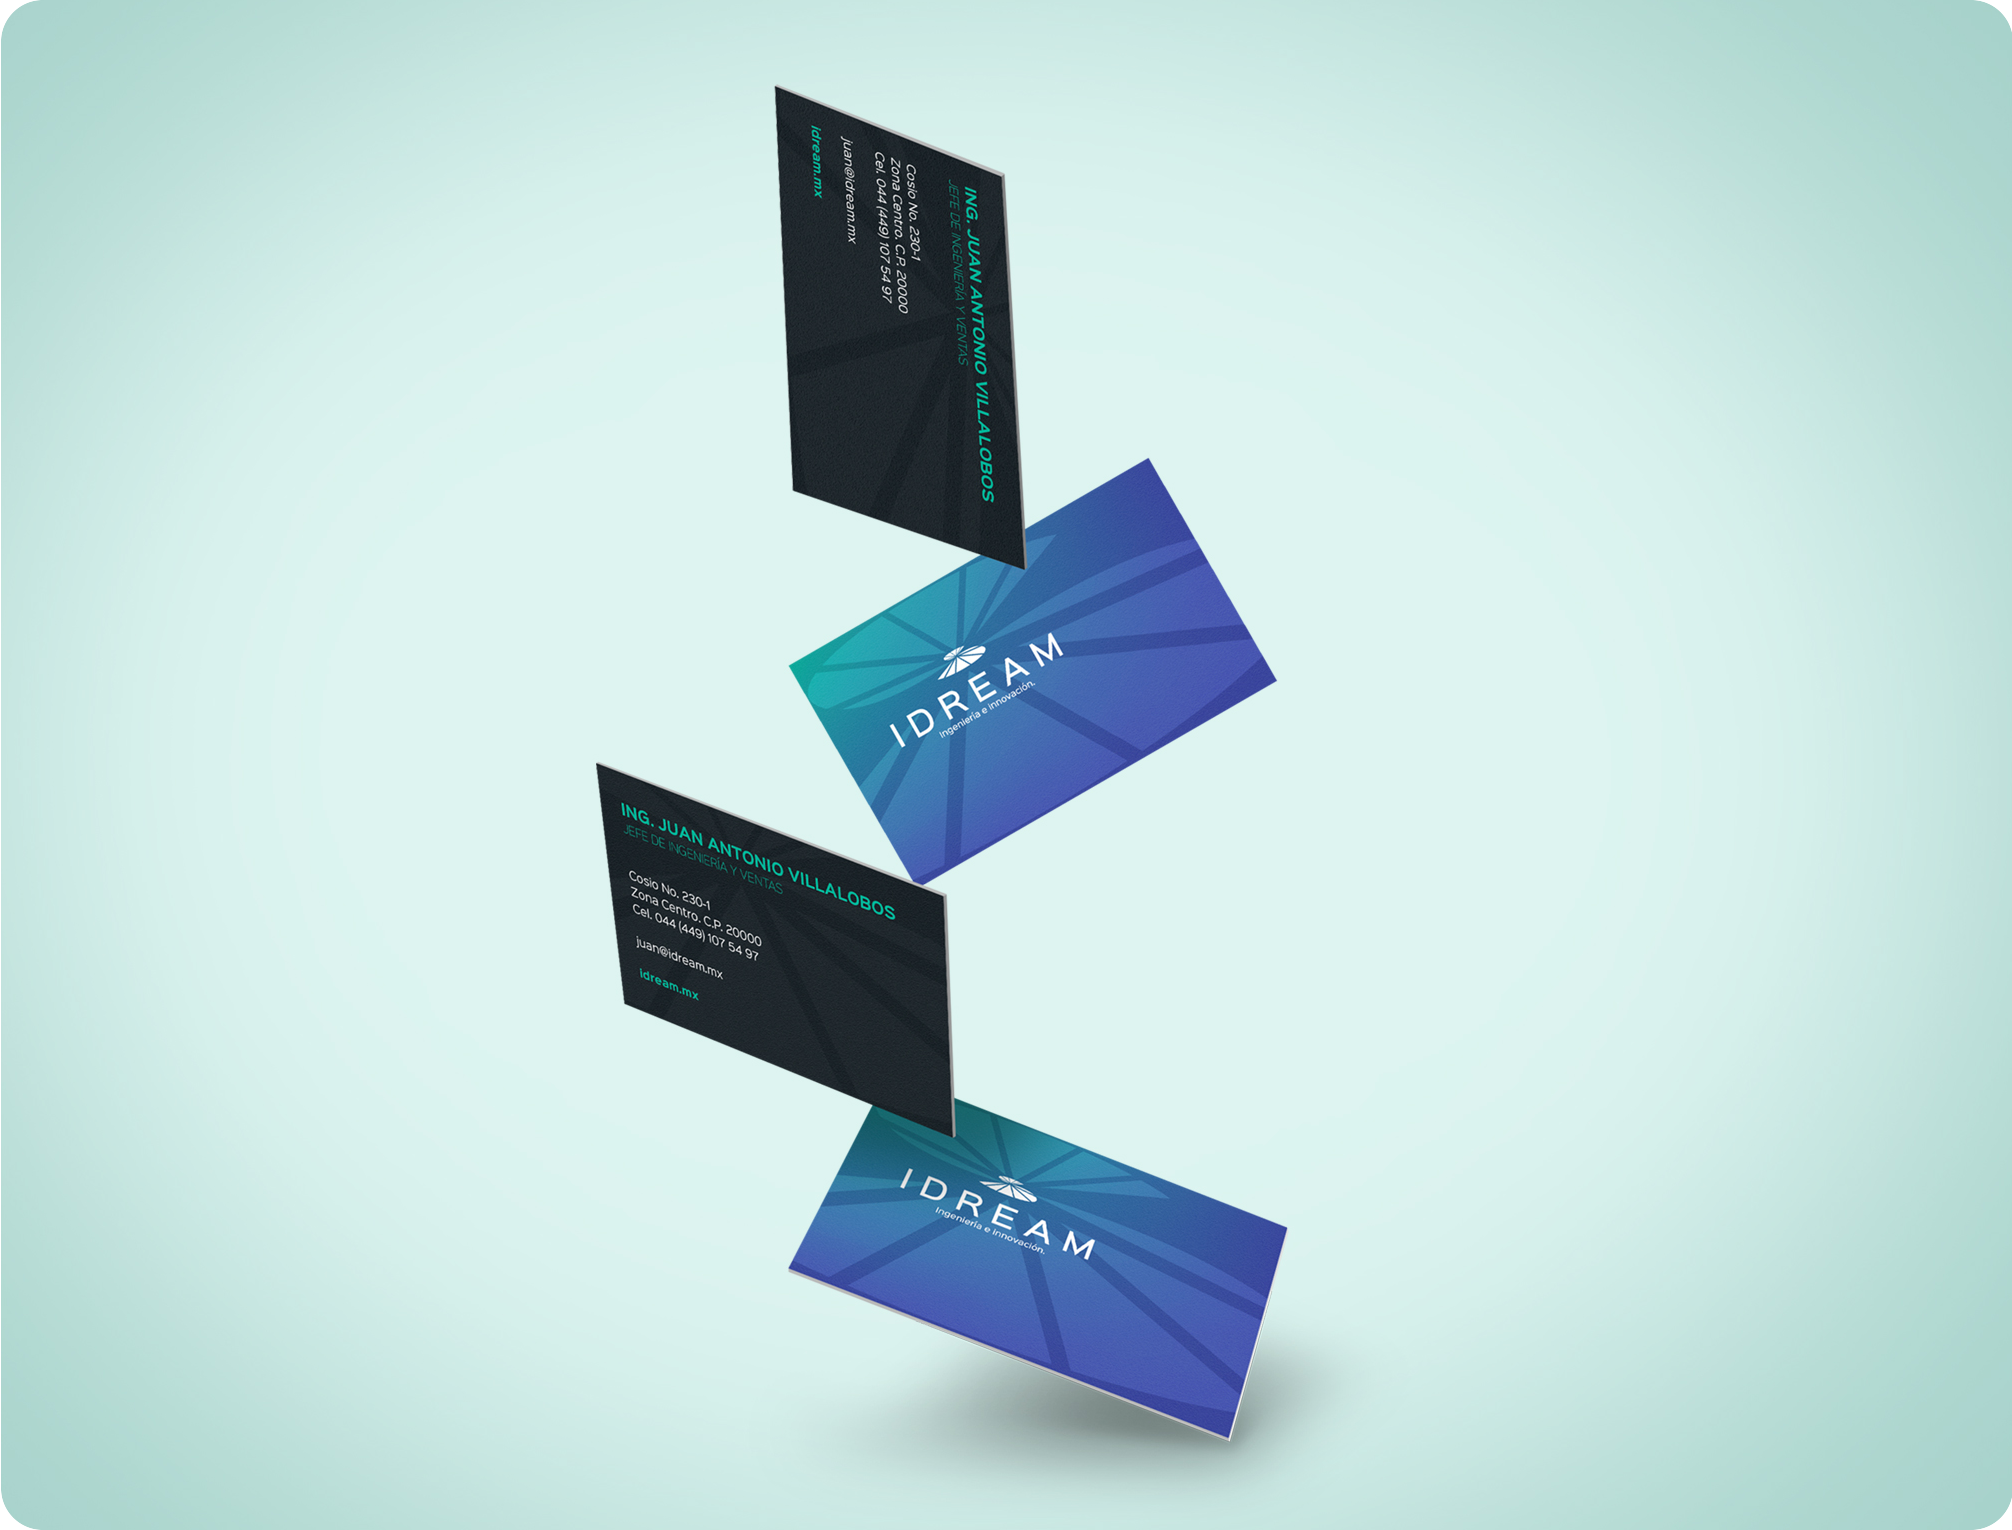 ING. JUAN ANTONIO VILLALOBOS
JEFE DE INGENIERÍA Y VENTAS
Cosio No. 230-1
Zona Centro. C.P. 20000
Cel. 044 (449) 107 54 97
juan@idream.mx
idream.mx
IDREAM
Ingeniería e innovación.
ING. JUAN ANTONIO VILLALOBOS
JEFE DE INGENIERÍA Y VENTAS
Cosio No. 230-1
Zona Centro. C.P. 20000
Cel. 044 (449) 107 54 97
juan@idream.mx
idream.mx
IDREAM
Ingeniería e innovación.